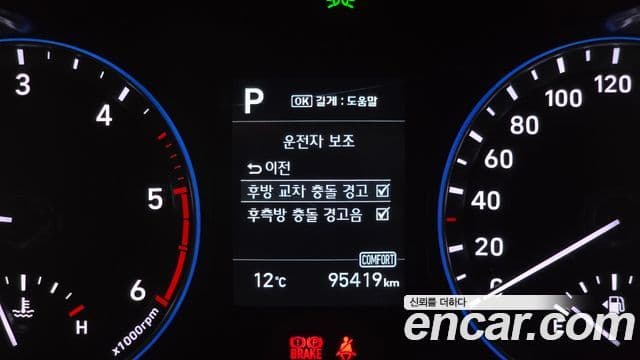 P
OK 길게 : 도움말
운전자 보조
이전
후방 교차 충돌 경고
후측방 충돌 경고음
COMFORT
12℃ 95419km
3
4
5
6
x1000rpm
H
BRAKE
120
100
80
60
40
20
0
E
신뢰를 더하다
encar.com